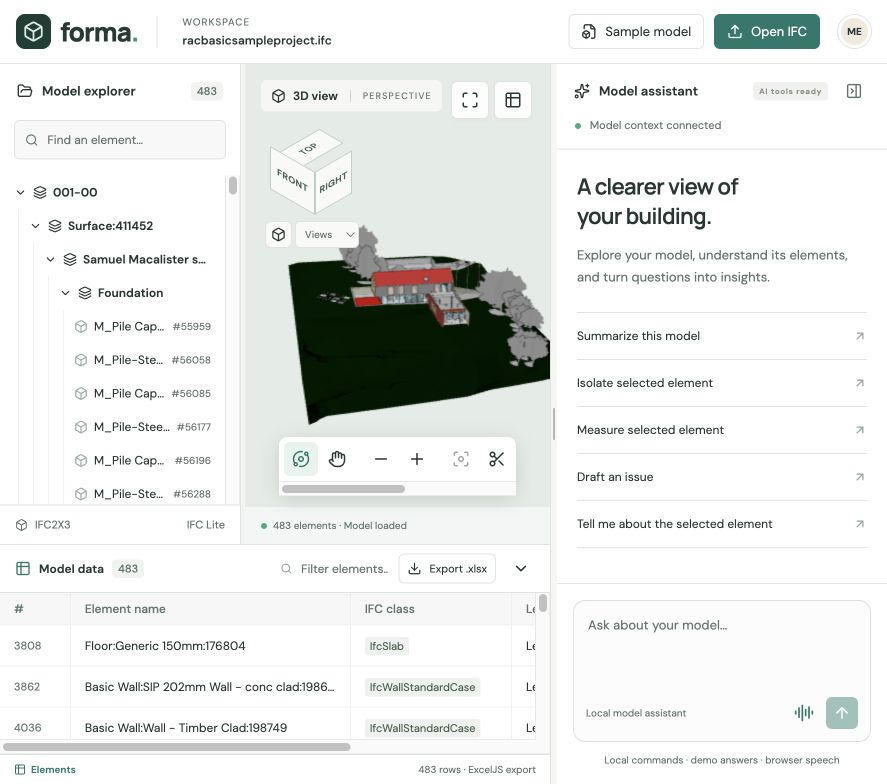 forma.
WORKSPACE
racbasicsampleproject.ifc
Sample model
Open IFC
ME
Model explorer
483
Find an element...
001-00
Surface:411452
Samuel Macalister s...
Foundation
M_Pile Cap... #55959
M_Pile-Ste... #56058
M_Pile Cap... #56085
M_Pile-Stee... #56177
M_Pile Cap... #56196
M_Pile-Ste... #56288
IFC2X3
IFC Lite
3D view
PERSPECTIVE
TOP
FRONT
RIGHT
Views
483 elements · Model loaded
Model data
483
Filter elements..
Export .xlsx
# Element name IFC class Le
3808 Floor:Generic 150mm:176804 IfcSlab Le
3862 Basic Wall:SIP 202mm Wall - conc clad:1986... IfcWallStandardCase Le
4036 Basic Wall:Wall - Timber Clad:198749 IfcWallStandardCase Le
Elements
483 rows · ExcelJS export
Model assistant
AI tools ready
Model context connected
A clearer view of
your building.
Explore your model, understand its elements,
and turn questions into insights.
Summarize this model
Isolate selected element
Measure selected element
Draft an issue
Tell me about the selected element
Ask about your model...
Local model assistant
Local commands · demo answers · browser speech